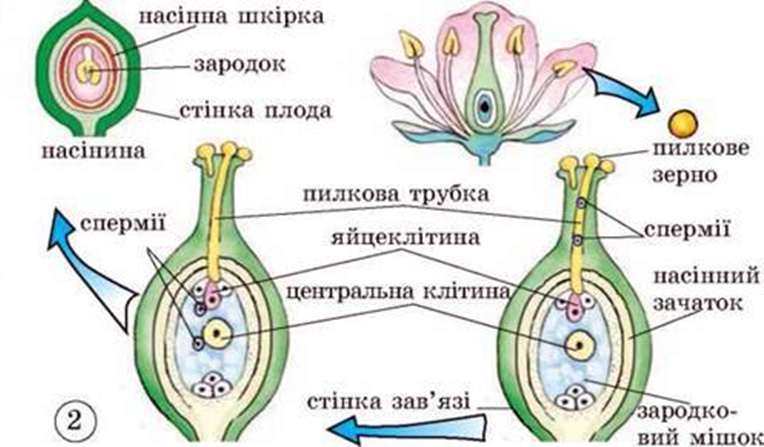 насінна шкірка
зародок
стінка плода
насінина
пилкове
зерно
пилкова трубка
спермії
яйцеклітина
спермії
центральна клітина
насінний
зачаток
стінка зав’язі
зародко-
вий мішок
2